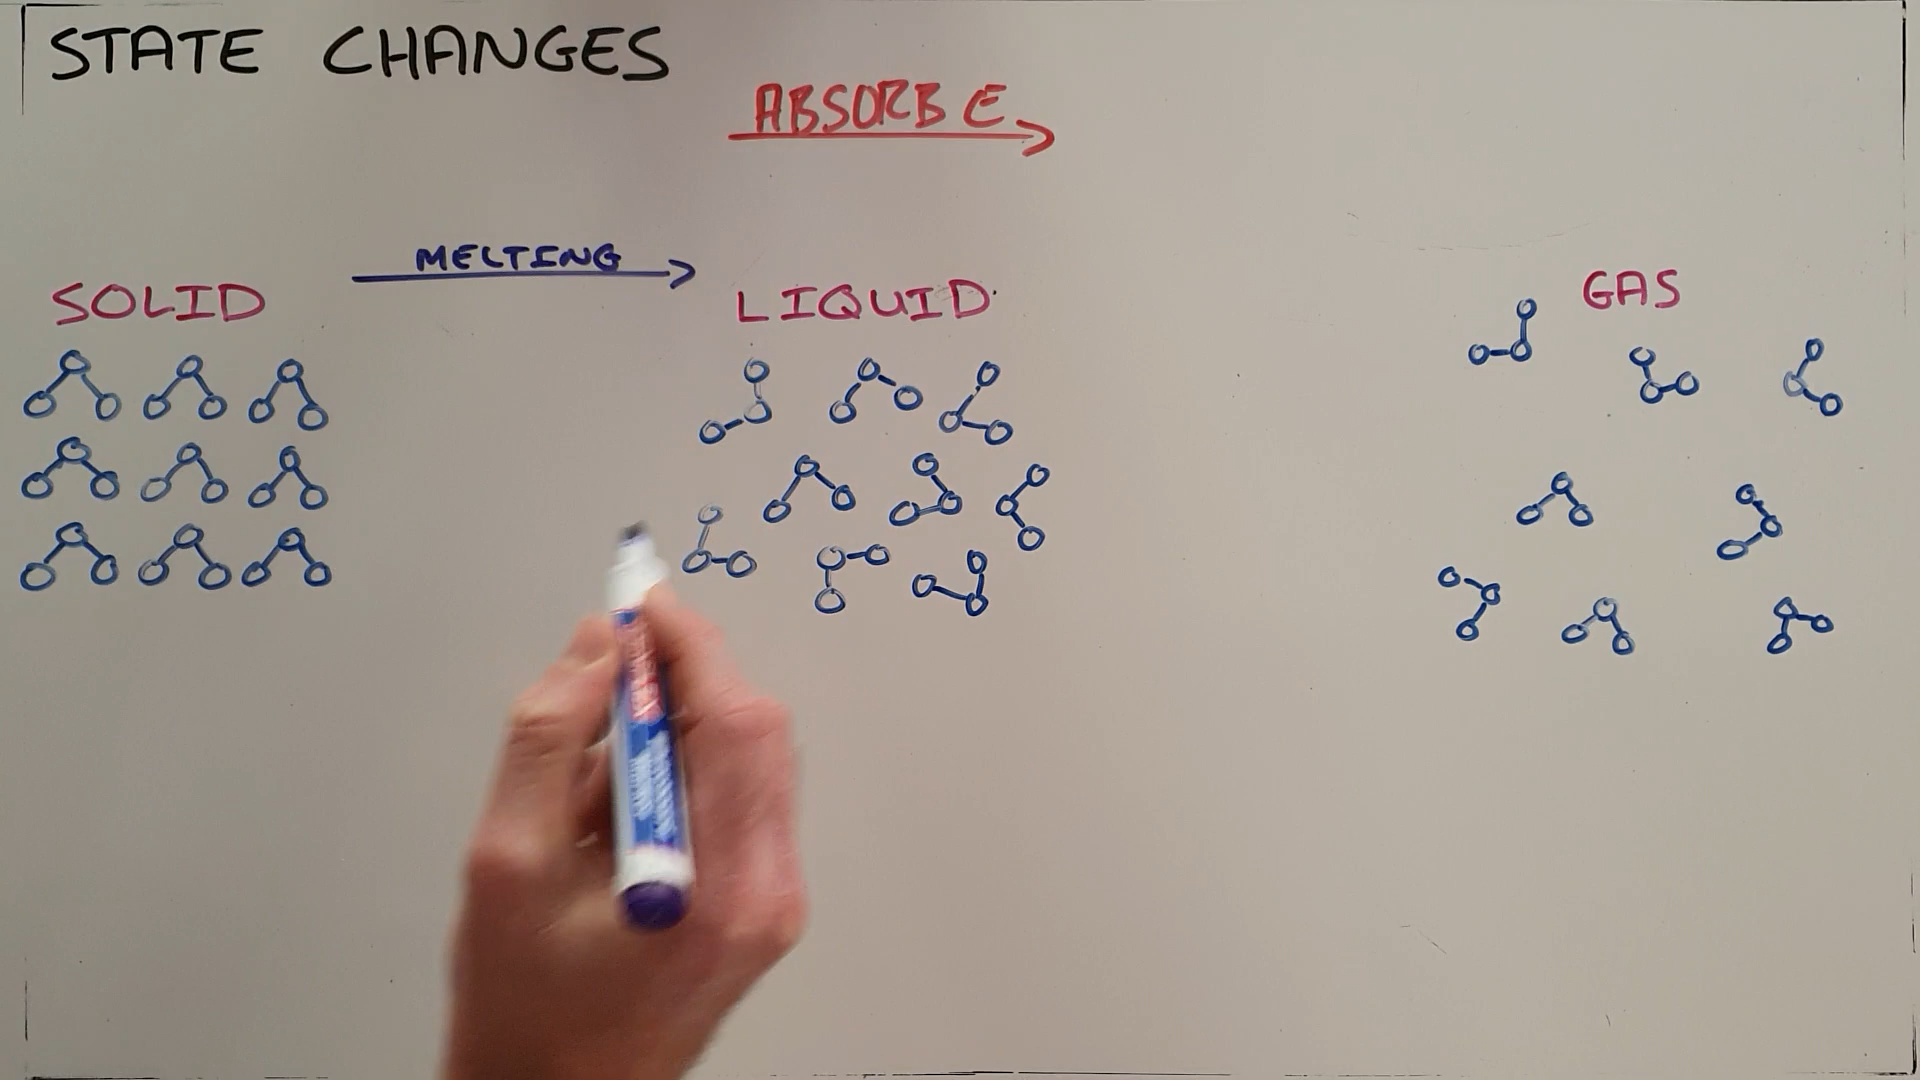 STATE CHANGES
ABSORB E
MELTING
SOLID
LIQUID
GAS